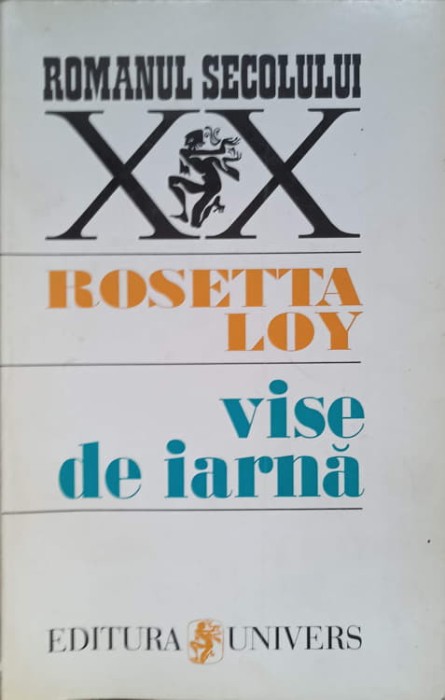 ROMANUL SECOLULUI
XX
ROSETTA
LOY
vise
de iarnă
EDITURA UNIVERS